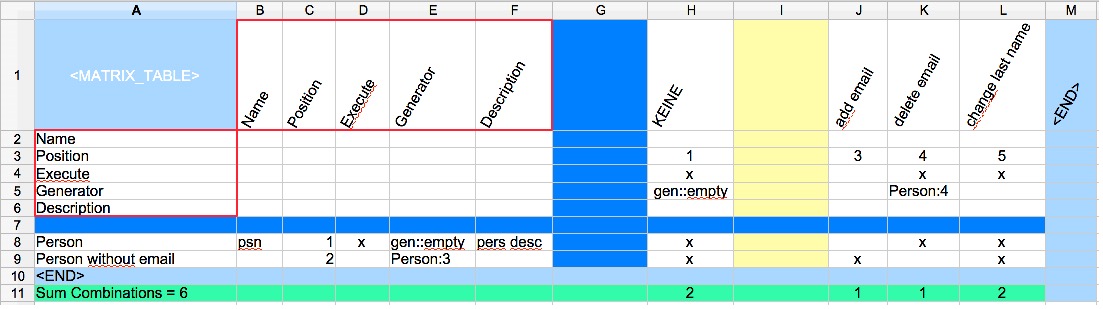 A B C D E F G H I J K L M
1 <MATRIX_TABLE> Name Position Execute Generator Description KEINE add email delete email change last name <END>
2 Name
3 Position 1 3 4 5
4 Execute x x x
5 Generator gen::empty Person:4
6 Description
7
8 Person psn 1 x gen::empty pers desc x x x
9 Person without email 2 Person:3 x x x
10 <END>
11 Sum Combinations = 6 2 1 1 2